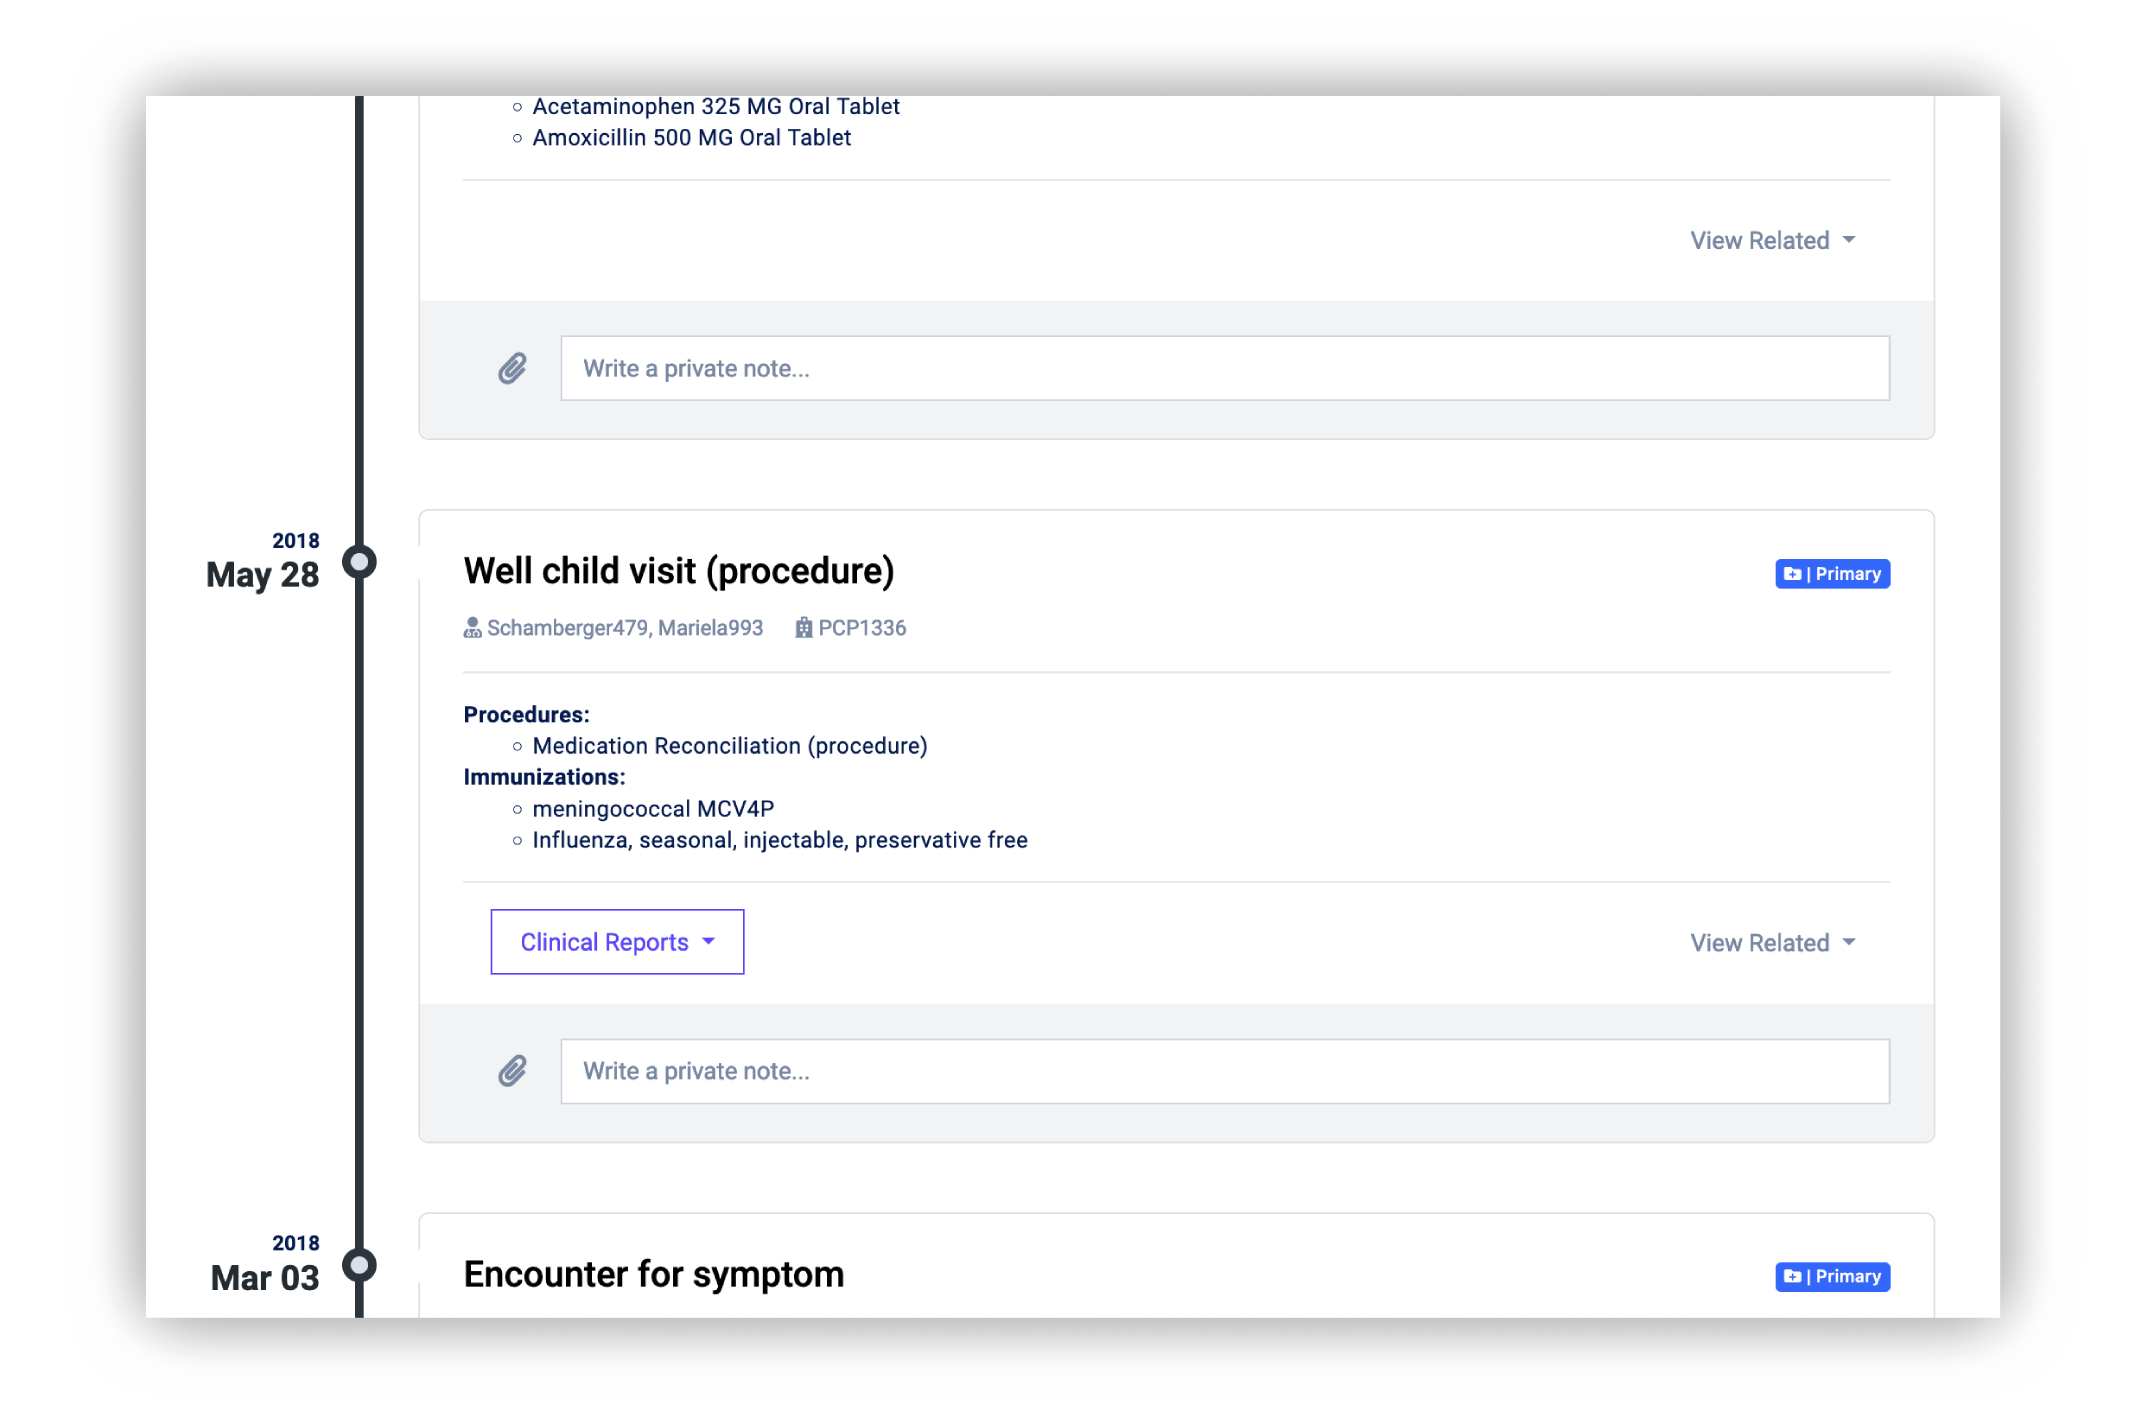 Acetaminophen 325 MG Oral Tablet
Amoxicillin 500 MG Oral Tablet
View Related
Write a private note...
2018
May 28
Well child visit (procedure)
| Primary
Schamberger479, Mariela993 PCP1336
Procedures:
Medication Reconciliation (procedure)
Immunizations:
meningococcal MCV4P
Influenza, seasonal, injectable, preservative free
Clinical Reports
View Related
Write a private note...
2018
Mar 03
Encounter for symptom
| Primary